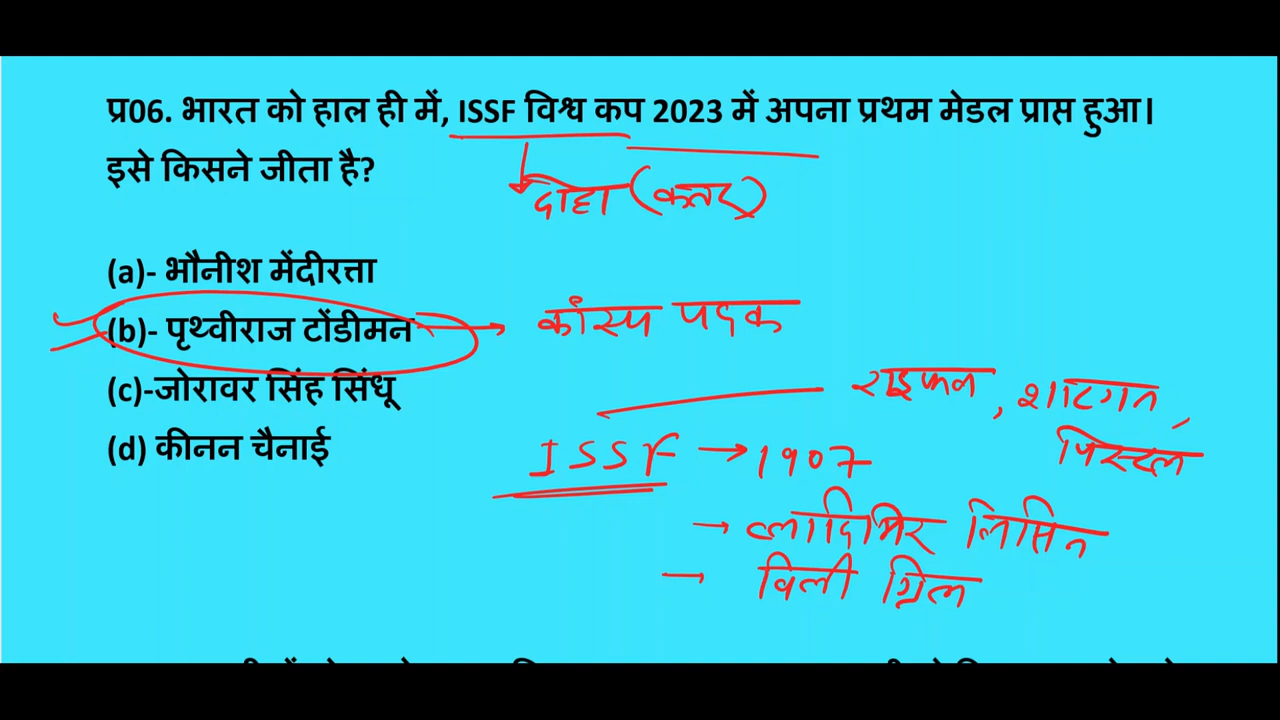 प्र06. भारत को हाल ही में, ISSF विश्व कप 2023 में अपना प्रथम मेडल प्राप्त हुआ।
इसे किसने जीता है?
दोहा (कतर)
(a)- भौनीश मेंदीरत्ता
(b)- पृथ्वीराज टोंडीमन → कांस्य पदक
(c)-जोरावर सिंह सिंधू
राइफल, शाटगन,
पिस्टल
(d) कीनन चैनाई
ISSF → 1907
→ व्लादिमिर लिसिन
→ विली ग्रिल